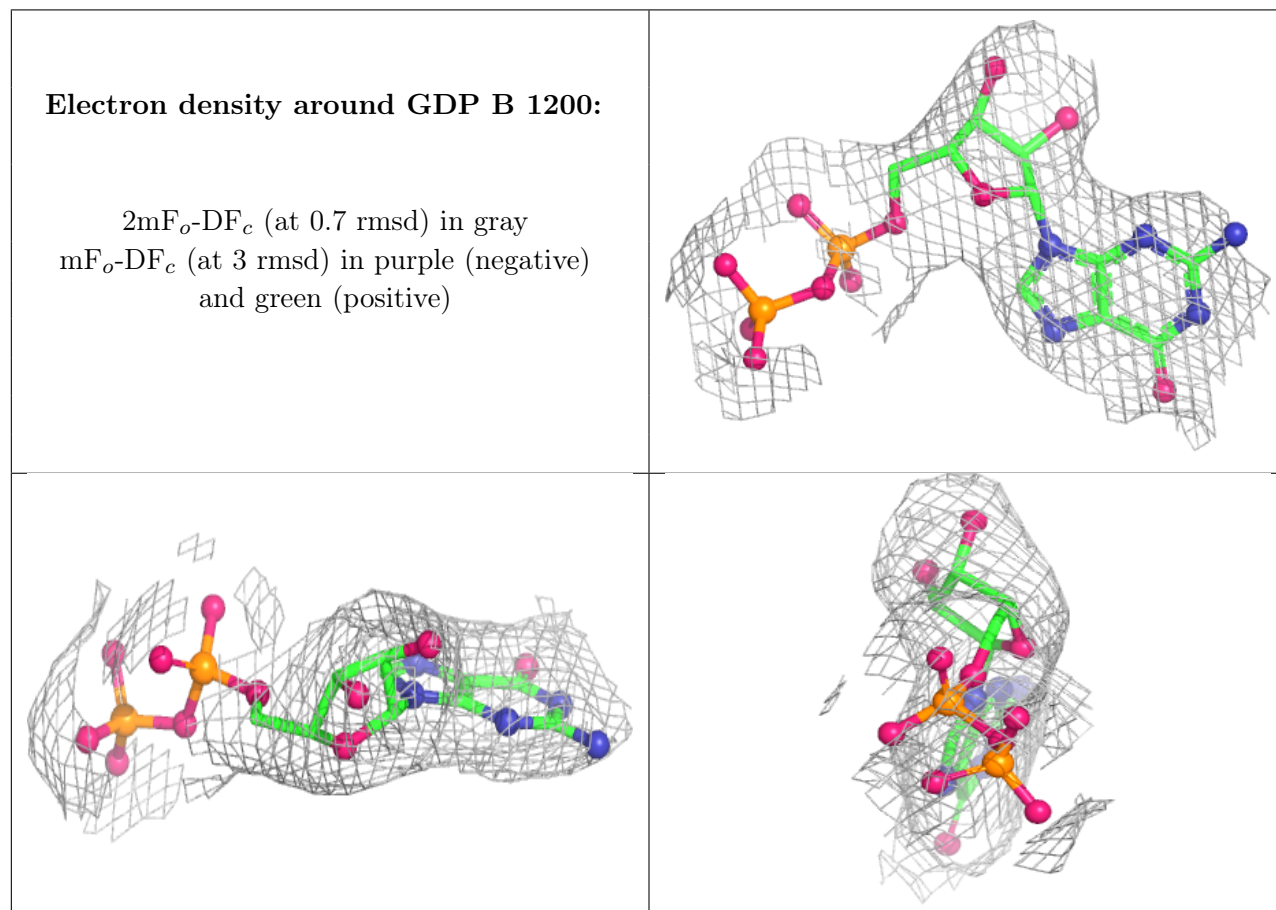 Electron density around GDP B 1200:
2mFo-DFc (at 0.7 rmsd) in gray
mFo-DFc (at 3 rmsd) in purple (negative)
and green (positive)